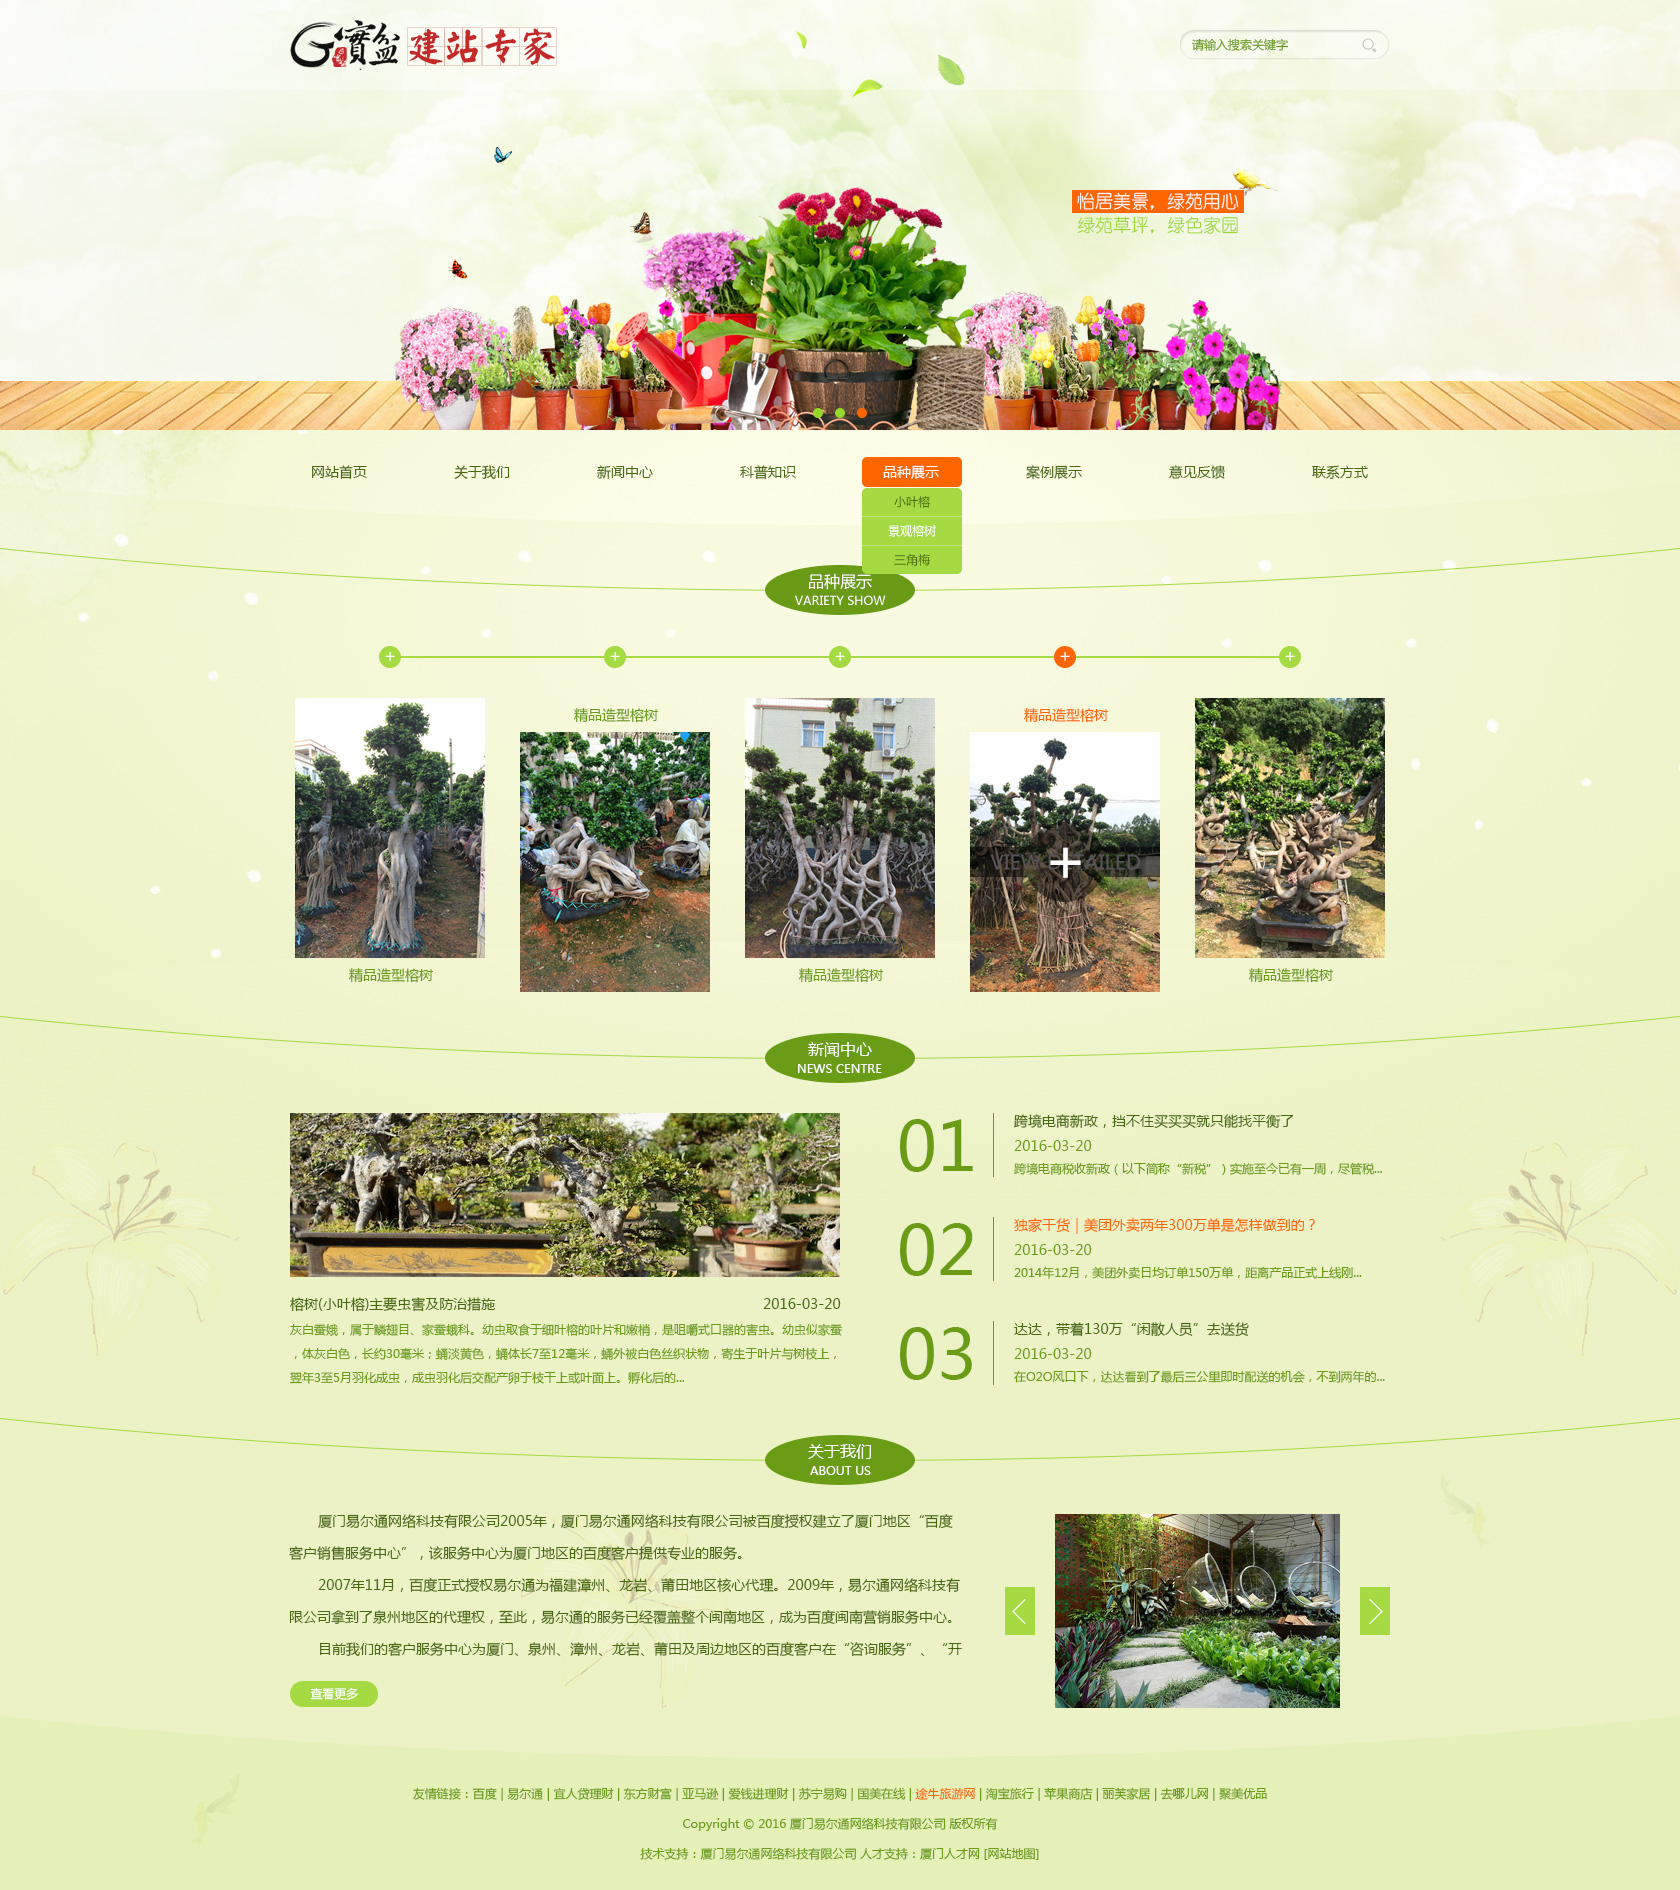 寶盆 建站专家
请输入搜索关键字
怡居美景，绿苑用心
绿苑草坪，绿色家园
网站首页
关于我们
新闻中心
科普知识
品种展示
案例展示
意见反馈
联系方式
小叶榕
景观榕树
三角梅
品种展示
VARIETY SHOW
+
+
+
+
+
精品造型榕树
精品造型榕树
精品造型榕树
精品造型榕树
精品造型榕树
新闻中心
NEWS CENTRE
榕树(小叶榕)主要虫害及防治措施
2016-03-20
灰白蚕蛾，属于鳞翅目、家蚕蛾科。幼虫取食于细叶榕的叶片和嫩梢，是咀嚼式口器的害虫。幼虫似家蚕
，体灰白色，长约30毫米；蛹淡黄色，蛹体长7至12毫米，蛹外被白色丝织状物，寄生于叶片与树枝上，
翌年3至5月羽化成虫，成虫羽化后交配产卵于枝干上或叶面上。孵化后的...
01
跨境电商新政，挡不住买买买就只能找平衡了
2016-03-20
跨境电商税收新政（以下简称“新税”）实施至今已有一周，尽管税...
02
独家干货 | 美团外卖两年300万单是怎样做到的？
2016-03-20
2014年12月，美团外卖日均订单150万单，距离产品正式上线刚...
03
达达，带着130万“闲散人员”去送货
2016-03-20
在O2O风口下，达达看到了最后三公里即时配送的机会，不到两年的...
关于我们
ABOUT US
厦门易尔通网络科技有限公司2005年，厦门易尔通网络科技有限公司被百度授权建立了厦门地区“百度
客户销售服务中心”，该服务中心为厦门地区的百度客户提供专业的服务。
2007年11月，百度正式授权易尔通为福建漳州、龙岩、莆田地区核心代理。2009年，易尔通网络科技有
限公司拿到了泉州地区的代理权，至此，易尔通的服务已经覆盖整个闽南地区，成为百度闽南营销服务中心。
目前我们的客户服务中心为厦门、泉州、漳州、龙岩、莆田及周边地区的百度客户在“咨询服务”、“开
查看更多
友情链接：百度 | 易尔通 | 宜人贷理财 | 东方财富 | 亚马逊 | 爱钱进理财 | 苏宁易购 | 国美在线 | 途牛旅游网 | 淘宝旅行 | 苹果商店 | 丽芙家居 | 去哪儿网 | 聚美优品
Copyright © 2016 厦门易尔通网络科技有限公司 版权所有
技术支持：厦门易尔通网络科技有限公司 人才支持：厦门人才网 [网站地图]